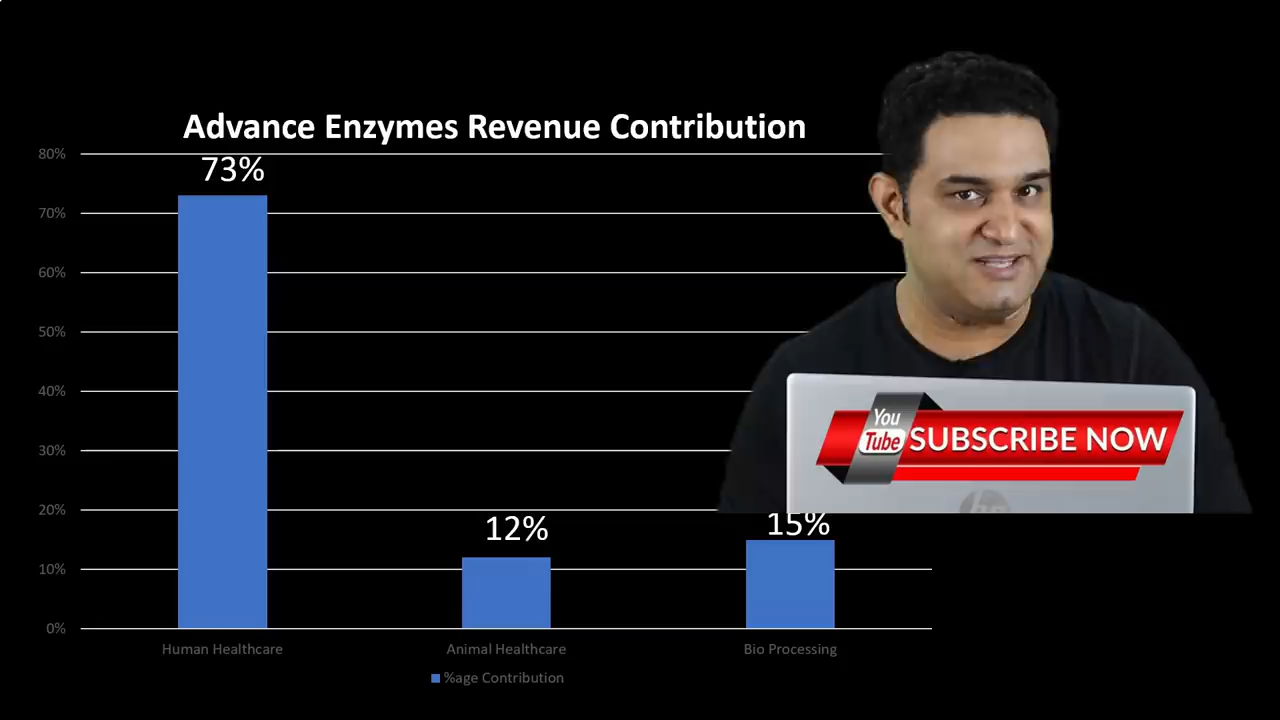 Advance Enzymes Revenue Contribution
80%
73%
70%
60%
50%
40%
30%
20%
10%
0%
12%
15%
Human Healthcare
Animal Healthcare
Bio Processing
%age Contribution
You
Tube
SUBSCRIBE NOW
hp